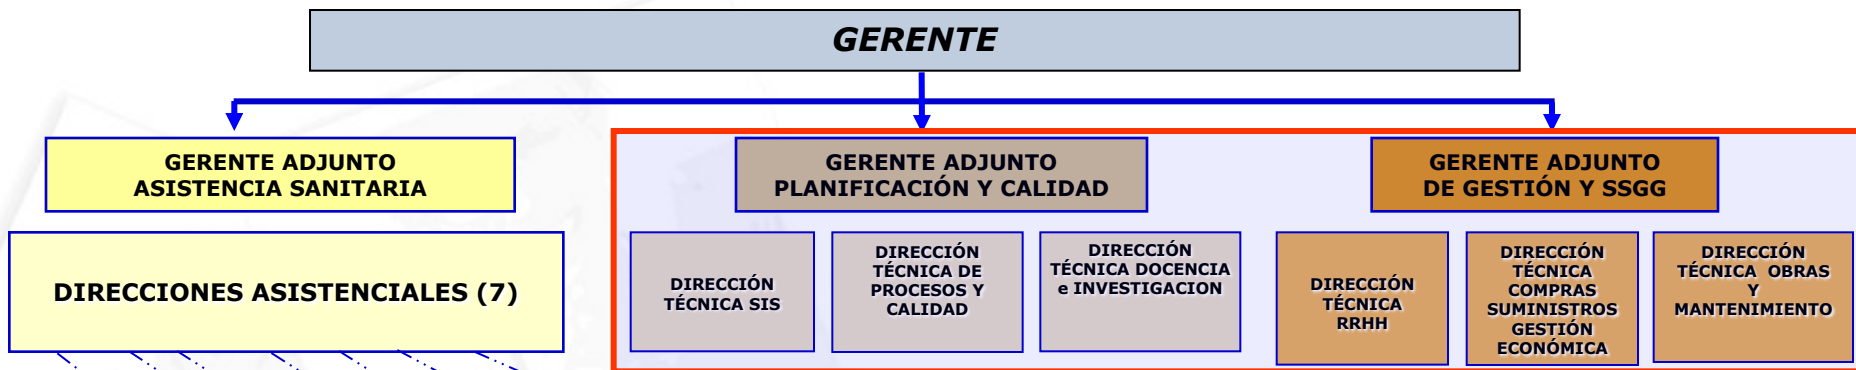 GERENTE
GERENTE ADJUNTO
ASISTENCIA SANITARIA
GERENTE ADJUNTO
PLANIFICACIÓN Y CALIDAD
GERENTE ADJUNTO
DE GESTIÓN Y SSGG
DIRECCIONES ASISTENCIALES (7)
DIRECCIÓN
TÉCNICA SIS
DIRECCIÓN
TÉCNICA DE
PROCESOS Y
CALIDAD
DIRECCIÓN
TÉCNICA DOCENCIA
e INVESTIGACION
DIRECCIÓN
TÉCNICA
RRHH
DIRECCIÓN
TÉCNICA
COMPRAS
SUMINISTROS
GESTIÓN
ECONÓMICA
DIRECCIÓN
TÉCNICA OBRAS
Y
MANTENIMIENTO